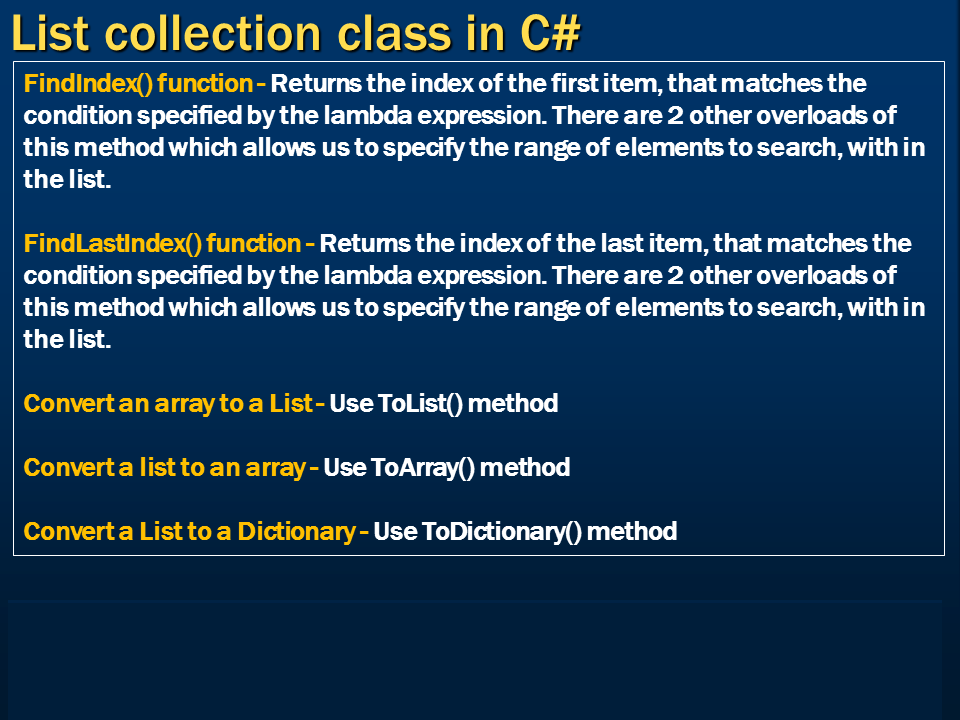 List collection class in C#
FindIndex() function - Returns the index of the first item, that matches the
condition specified by the lambda expression. There are 2 other overloads of
this method which allows us to specify the range of elements to search, with in
the list.
FindLastIndex() function - Returns the index of the last item, that matches the
condition specified by the lambda expression. There are 2 other overloads of
this method which allows us to specify the range of elements to search, with in
the list.
Convert an array to a List - Use ToList() method
Convert a list to an array - Use ToArray() method
Convert a List to a Dictionary - Use ToDictionary() method